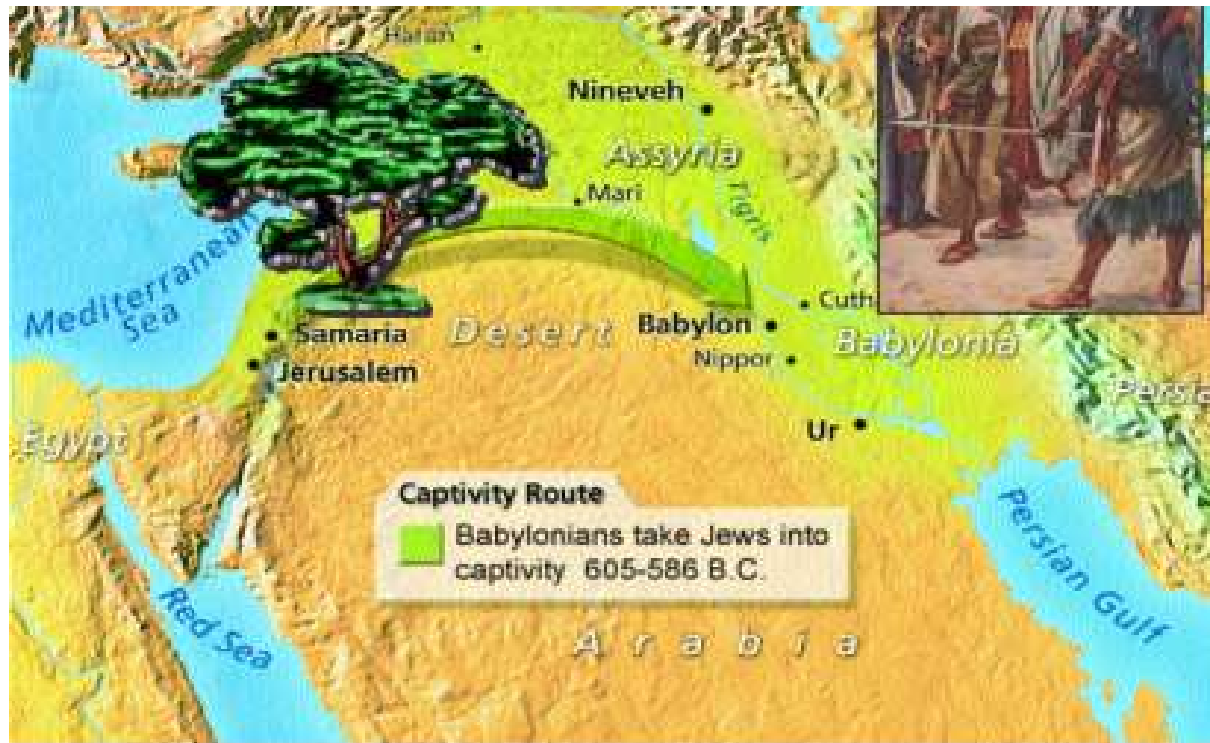 Haran
Nineveh
Assyria
Mari
Tigris
Mediterranean
Sea
Samaria
Jerusalem
Desert
Babylon
Cuth
Nippor
Babylonia
Persia
Egypt
Ur
Captivity Route
Babylonians take Jews into
captivity 605-586 B.C.
Persian Gulf
Red Sea
Arabia